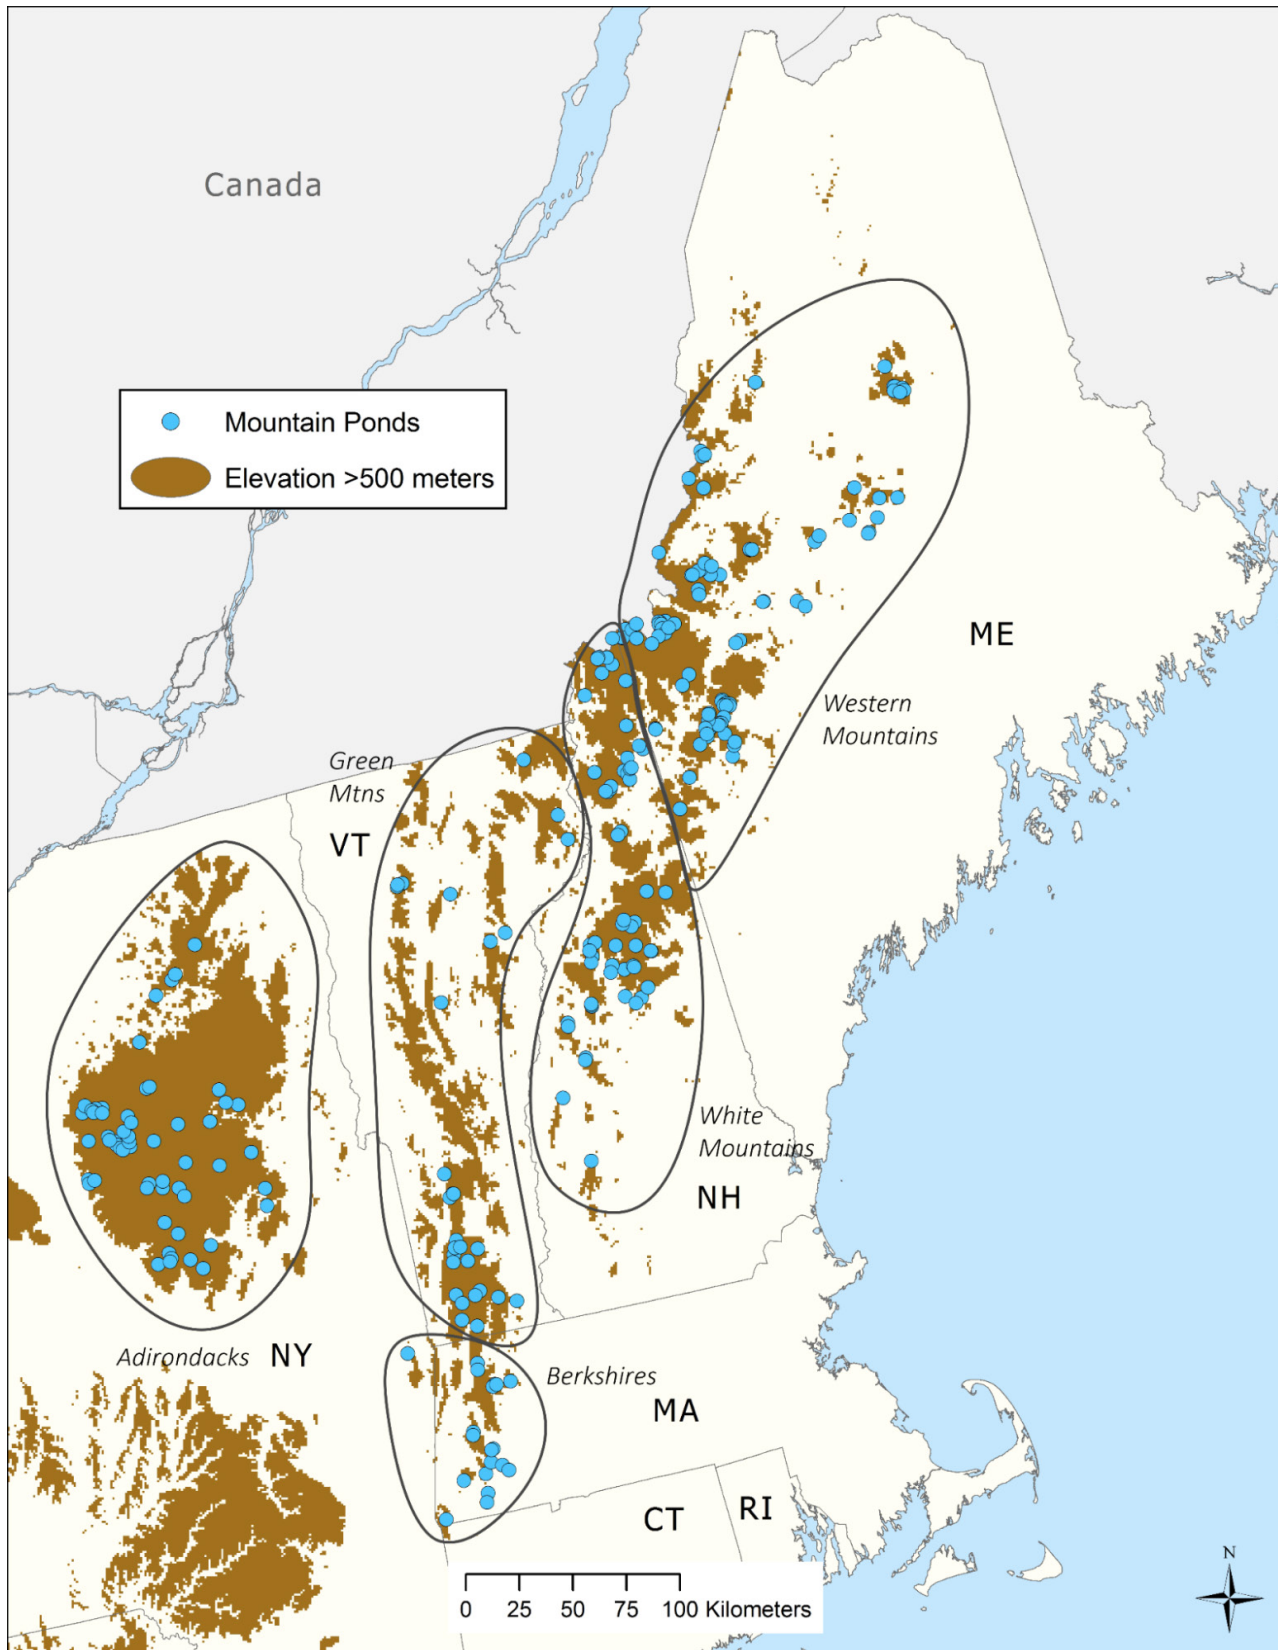 Canada
Mountain Ponds
Elevation >500 meters
ME
Western
Mountains
Green
Mtns
VT
White
Mountains
NH
Adirondacks
NY
Berkshires
MA
CT
RI
N
0 25 50 75 100 Kilometers